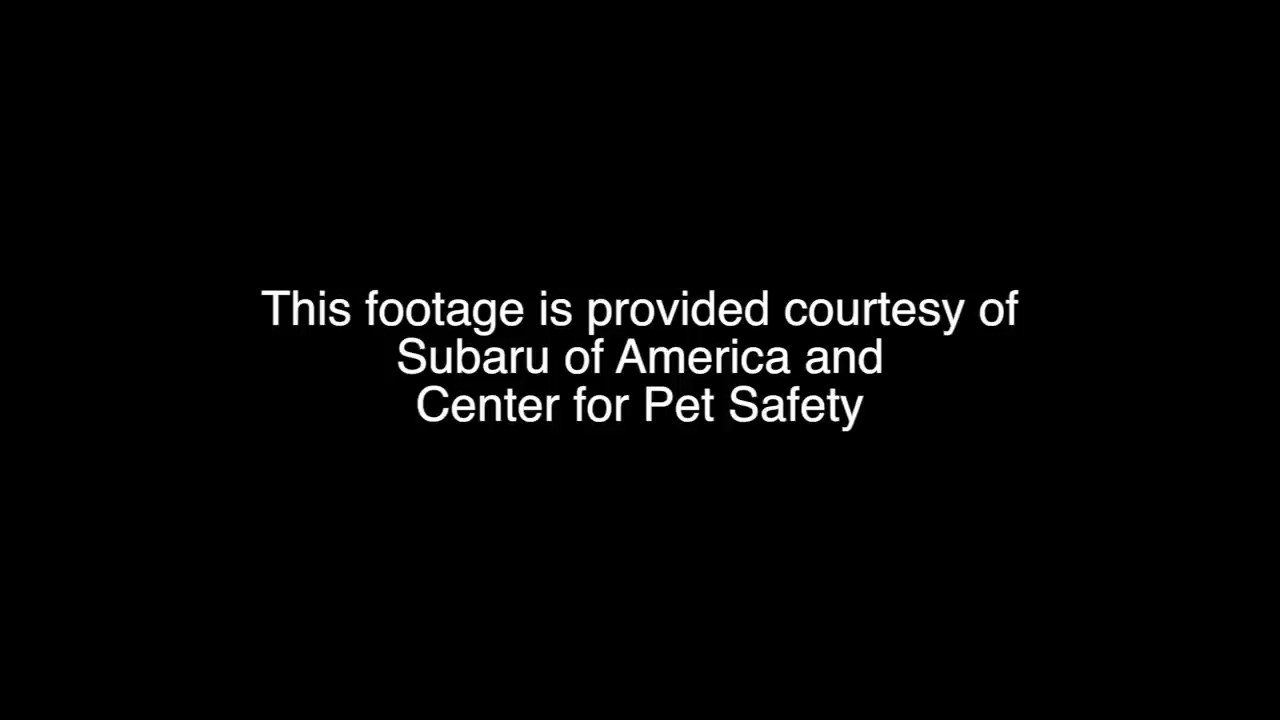 This footage is provided courtesy of
Subaru of America and
Center for Pet Safety